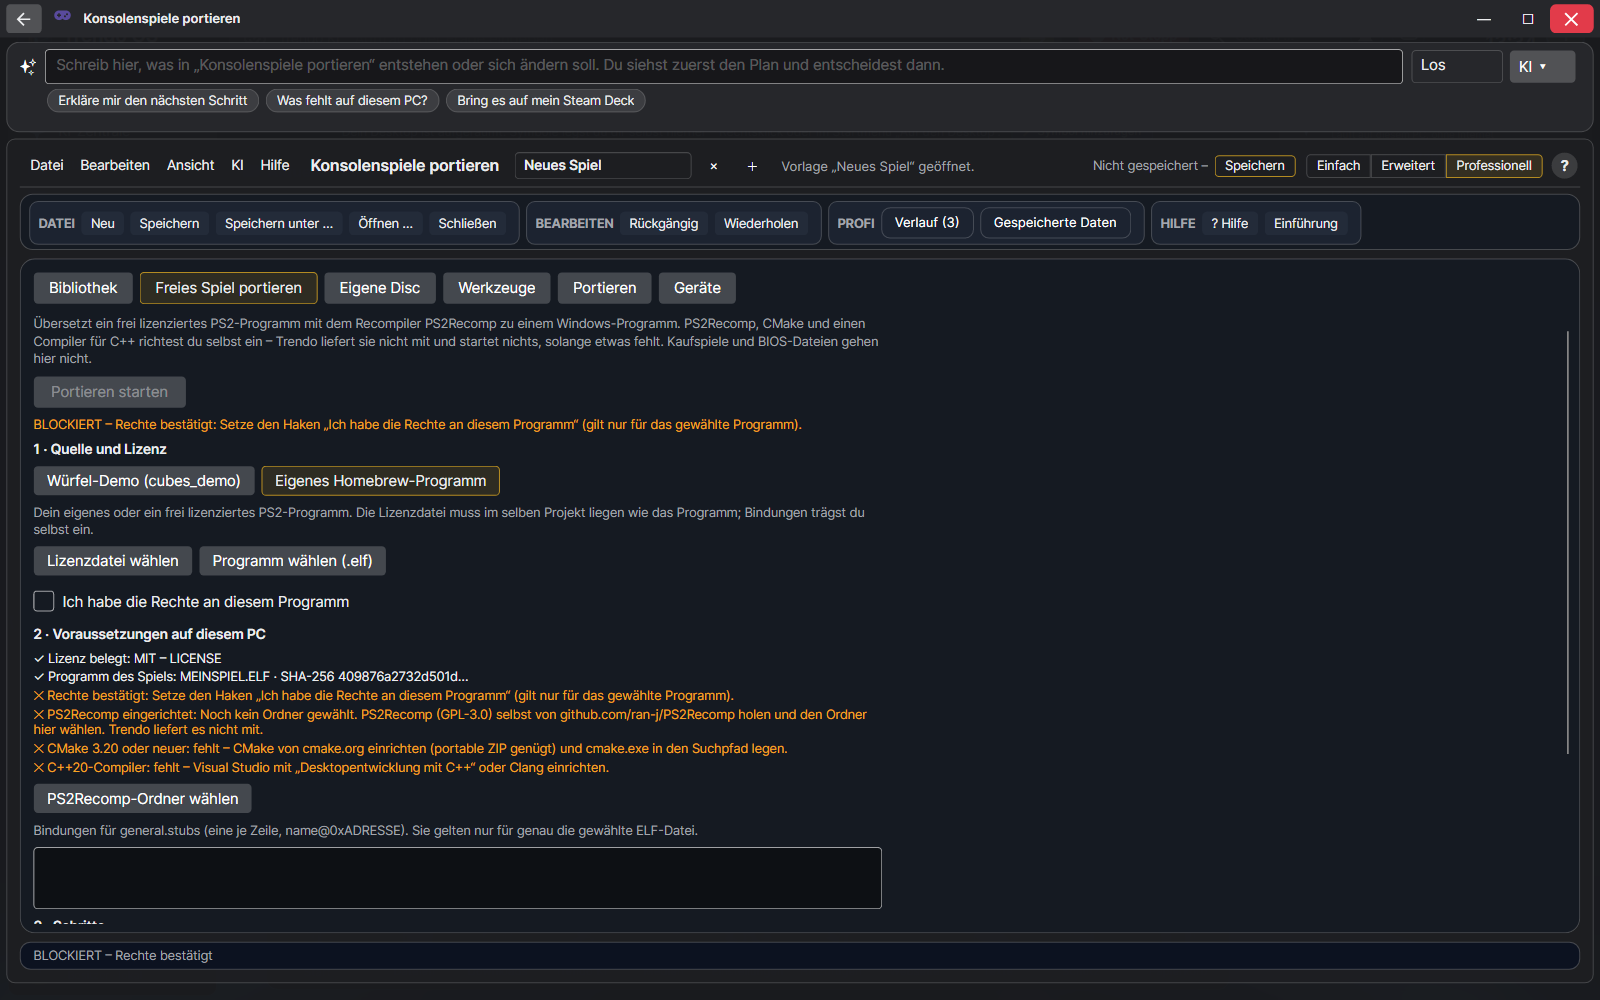 Konsolenspiele portieren
Schreib hier, was in „Konsolenspiele portieren“ entstehen oder sich ändern soll. Du siehst zuerst den Plan und entscheidest dann.
Los
KI
Erkläre mir den nächsten Schritt
Was fehlt auf diesem PC?
Bring es auf mein Steam Deck
Datei Bearbeiten Ansicht KI Hilfe Konsolenspiele portieren Neues Spiel × + Vorlage „Neues Spiel“ geöffnet. Nicht gespeichert – Speichern Einfach Erweitert Professionell ?
DATEI Neu Speichern Speichern unter ... Öffnen ... Schließen BEARBEITEN Rückgängig Wiederholen PROFI Verlauf (3) Gespeicherte Daten HILFE ? Hilfe Einführung
Bibliothek Freies Spiel portieren Eigene Disc Werkzeuge Portieren Geräte
Übersetzt ein frei lizenziertes PS2-Programm mit dem Recompiler PS2Recomp zu einem Windows-Programm. PS2Recomp, CMake und einen
Compiler für C++ richtest du selbst ein – Trendo liefert sie nicht mit und startet nichts, solange etwas fehlt. Kaufspiele und BIOS-Dateien gehen
hier nicht.
Portieren starten
BLOCKIERT – Rechte bestätigt: Setze den Haken „Ich habe die Rechte an diesem Programm“ (gilt nur für das gewählte Programm).
1 · Quelle und Lizenz
Würfel-Demo (cubes_demo) Eigenes Homebrew-Programm
Dein eigenes oder ein frei lizenziertes PS2-Programm. Die Lizenzdatei muss im selben Projekt liegen wie das Programm; Bindungen trägst du
selbst ein.
Lizenzdatei wählen Programm wählen (.elf)
Ich habe die Rechte an diesem Programm
2 · Voraussetzungen auf diesem PC
✓ Lizenz belegt: MIT – LICENSE
✓ Programm des Spiels: MEINSPIEL.ELF · SHA-256 409876a2732d501d...
✕ Rechte bestätigt: Setze den Haken „Ich habe die Rechte an diesem Programm“ (gilt nur für das gewählte Programm).
✕ PS2Recomp eingerichtet: Noch kein Ordner gewählt. PS2Recomp (GPL-3.0) selbst von github.com/ran-j/PS2Recomp holen und den Ordner
hier wählen. Trendo liefert es nicht mit.
✕ CMake 3.20 oder neuer: fehlt – CMake von cmake.org einrichten (portable ZIP genügt) und cmake.exe in den Suchpfad legen.
✕ C++20-Compiler: fehlt – Visual Studio mit „Desktopentwicklung mit C++“ oder Clang einrichten.
PS2Recomp-Ordner wählen
Bindungen für general.stubs (eine je Zeile, name@0xADRESSE). Sie gelten nur für genau die gewählte ELF-Datei.
BLOCKIERT – Rechte bestätigt